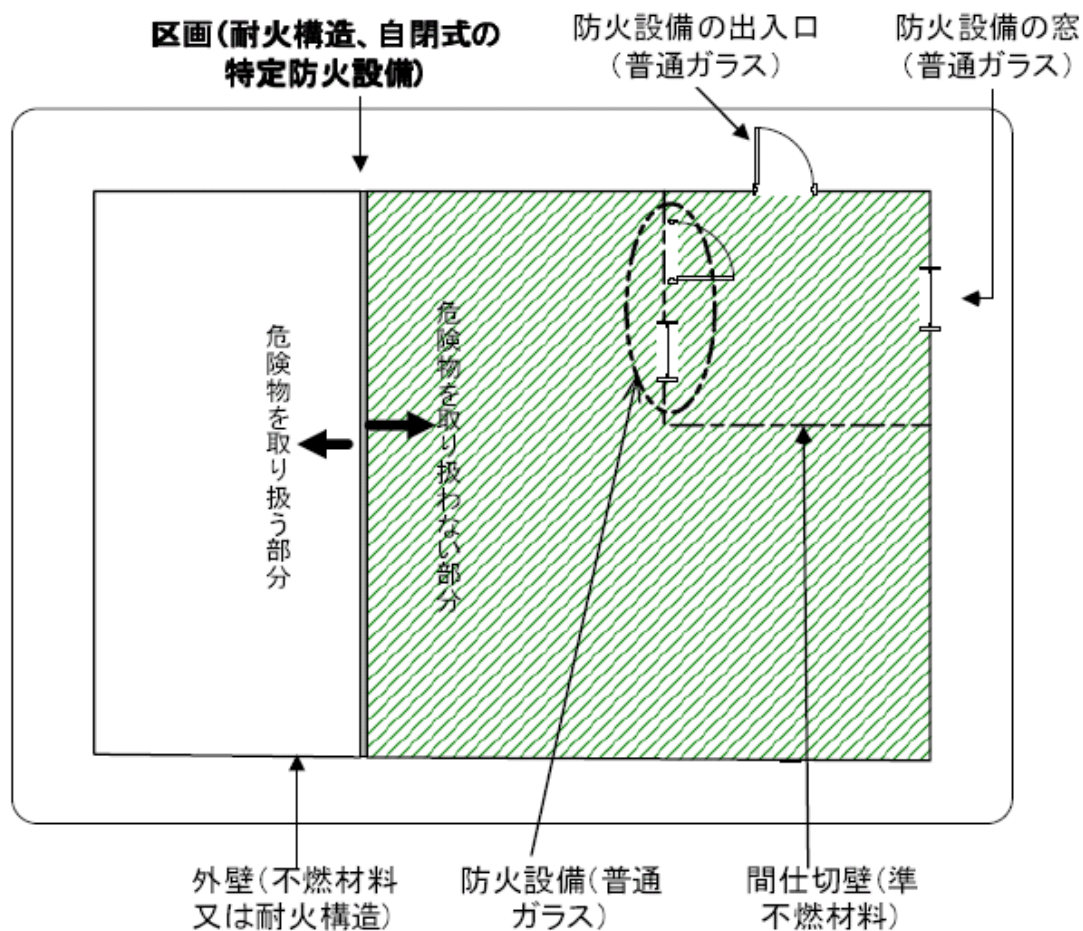 区画(耐火構造、自閉式の
特定防火設備)
防火設備の出入口
(普通ガラス)
防火設備の窓
(普通ガラス)
危険物を取り扱う部分
危険物を取り扱わない部分
外壁(不燃材料
又は耐火構造)
防火設備(普通
ガラス)
間仕切壁(準
不燃材料)